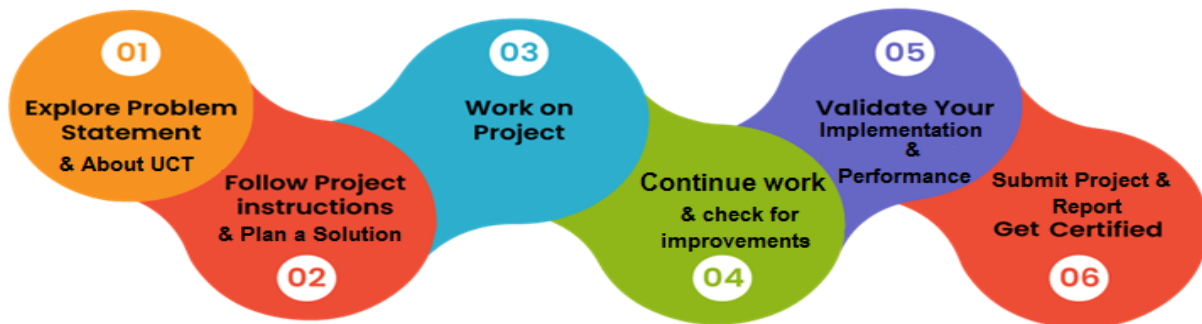 01
Explore Problem
Statement
& About UCT
Follow Project
instructions
& Plan a Solution
02
03
Work on
Project
Continue work
& check for
improvements
04
05
Validate Your
Implementation
&
Performance
Submit Project &
Report
Get Certified
06